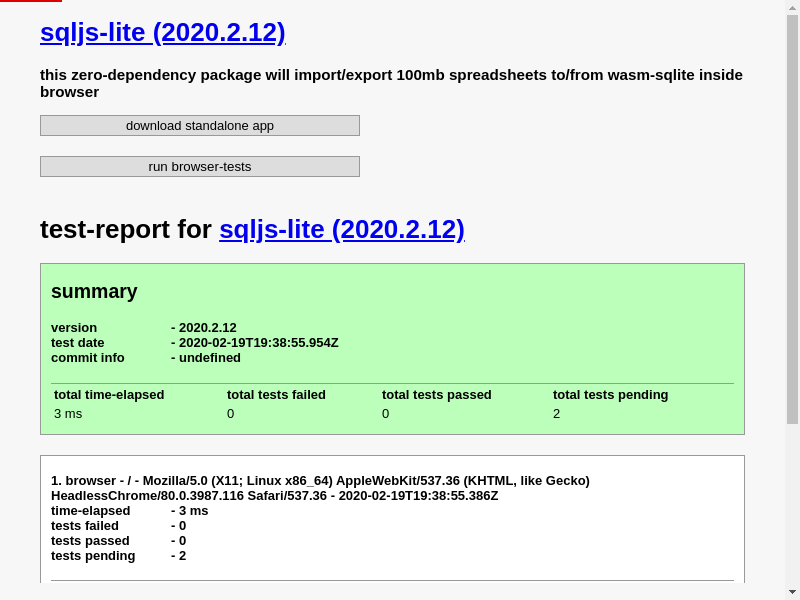 sqljs-lite (2020.2.12)
this zero-dependency package will import/export 100mb spreadsheets to/from wasm-sqlite inside
browser
download standalone app
run browser-tests
test-report for sqljs-lite (2020.2.12)
summary
version - 2020.2.12
test date - 2020-02-19T19:38:55.954Z
commit info - undefined
total time-elapsed total tests failed total tests passed total tests pending
3 ms 0 0 2
1. browser - / - Mozilla/5.0 (X11; Linux x86_64) AppleWebKit/537.36 (KHTML, like Gecko)
HeadlessChrome/80.0.3987.116 Safari/537.36 - 2020-02-19T19:38:55.386Z
time-elapsed - 3 ms
tests failed - 0
tests passed - 0
tests pending - 2